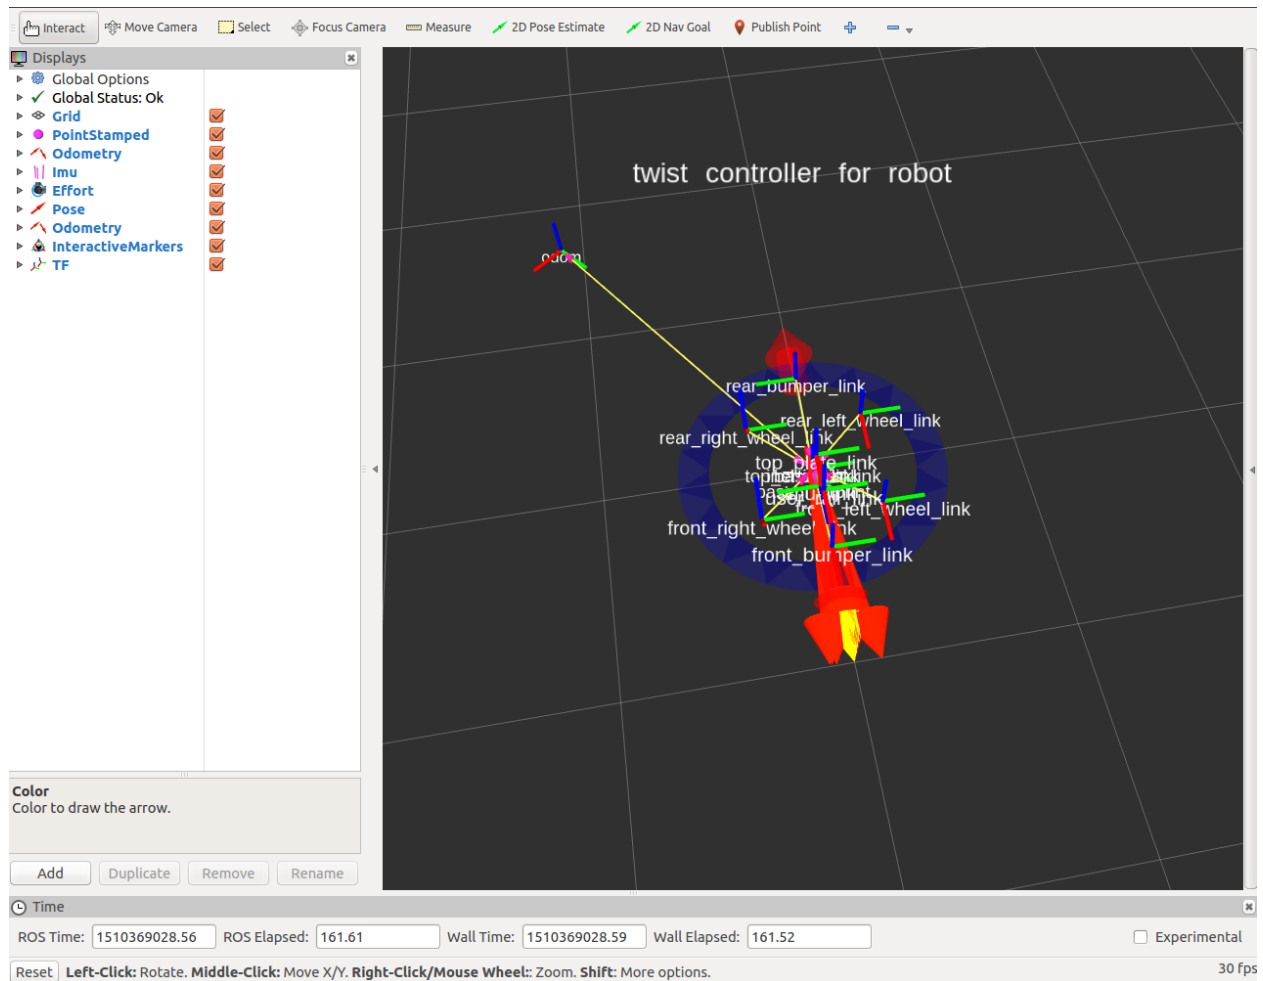 Interact Move Camera Select Focus Camera Measure 2D Pose Estimate 2D Nav Goal Publish Point
Displays
Global Options
Global Status: Ok
Grid
PointStamped
Odometry
Imu
Effort
Pose
Odometry
InteractiveMarkers
TF
twist controller for robot
odom
rear_bumper_link
rear_left_wheel_link
rear_right_wheel_link
top_plate_link
front_left_wheel_link
front_right_wheel_link
front_bumper_link
Color
Color to draw the arrow.
Add Duplicate Remove Rename
Time
ROS Time: 1510369028.56 ROS Elapsed: 161.61 Wall Time: 1510369028.59 Wall Elapsed: 161.52 Experimental
Reset Left-Click: Rotate. Middle-Click: Move X/Y. Right-Click/Mouse Wheel:: Zoom. Shift: More options. 30 fps